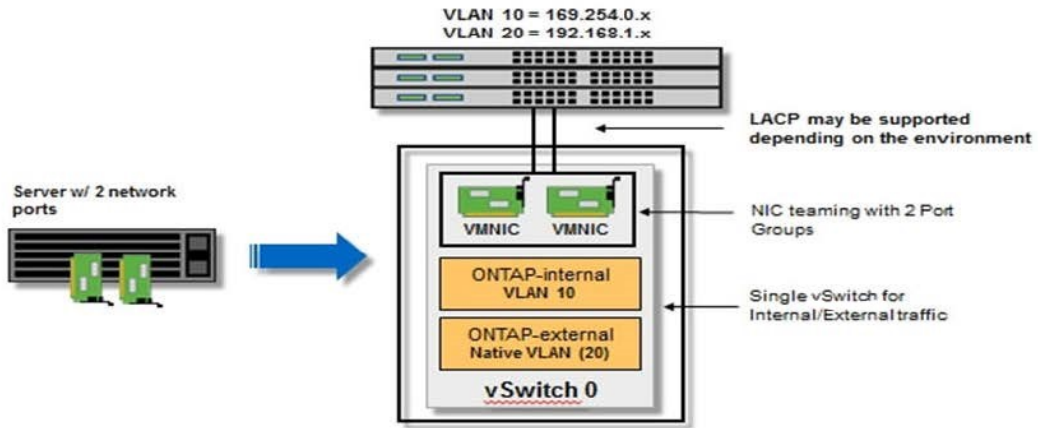 VLAN 10 = 169.254.0.x
VLAN 20 = 192.168.1.x
LACP may be supported
depending on the environment
Server w/ 2 network
ports
VMNIC
VMNIC
NIC teaming with 2 Port
Groups
ONTAP-internal
VLAN 10
Single vSwitch for
Internal/External traffic
ONTAP-external
Native VLAN (20)
vSwitch 0